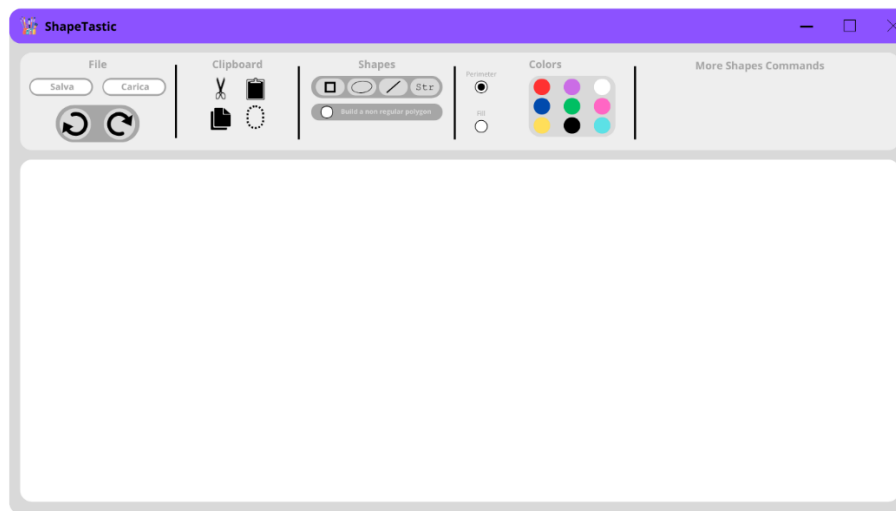 ShapeTastic
File
Clipboard
Shapes
Colors
More Shapes Commands
Salva
Carica
Str
Perimeter
Build a non regular polygon
Fill